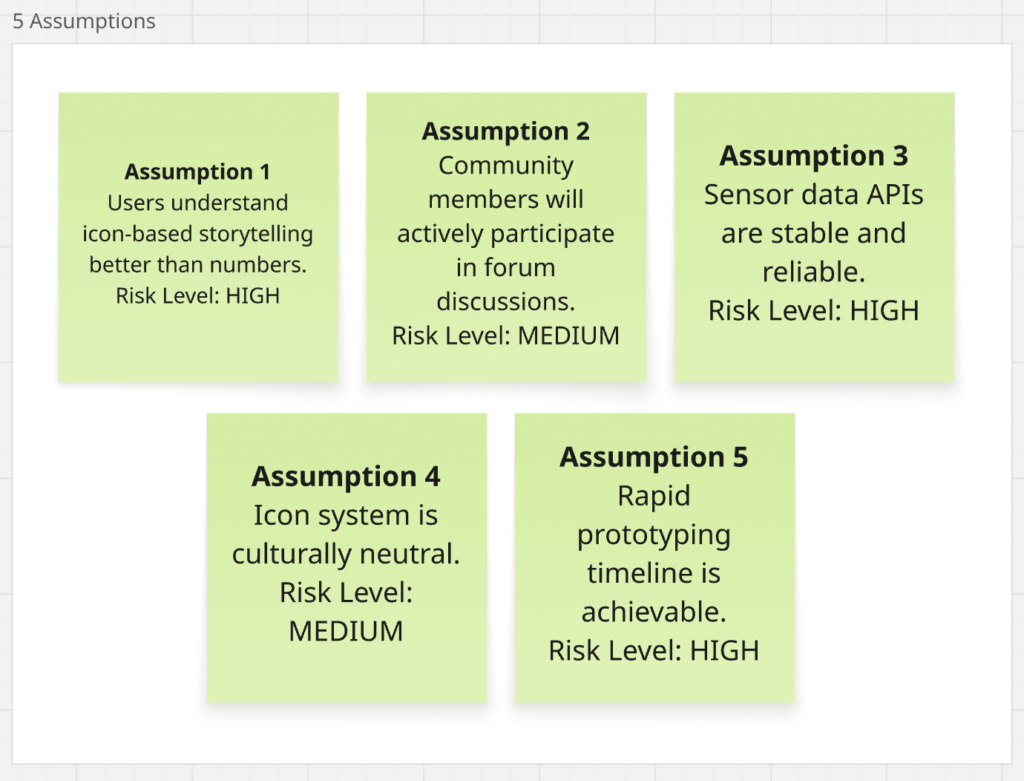 5 Assumptions
Assumption 1
Users understand
icon-based storytelling
better than numbers.
Risk Level: HIGH
Assumption 2
Community
members will
actively participate
in forum
discussions.
Risk Level: MEDIUM
Assumption 3
Sensor data APIs
are stable and
reliable.
Risk Level: HIGH
Assumption 4
Icon system is
culturally neutral.
Risk Level:
MEDIUM
Assumption 5
Rapid
prototyping
timeline is
achievable.
Risk Level: HIGH